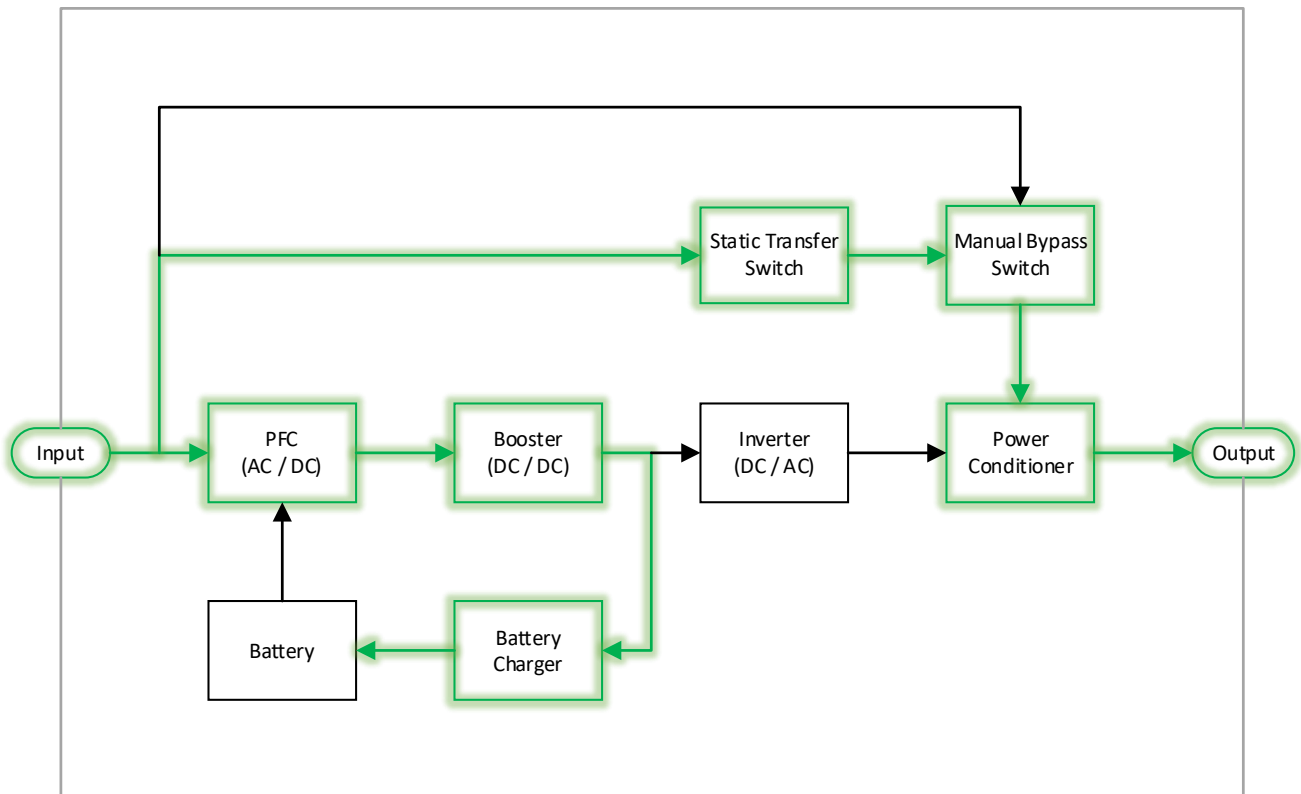 Static Transfer
Switch
Manual Bypass
Switch
Input
PFC
(AC / DC)
Booster
(DC / DC)
Inverter
(DC / AC)
Power
Conditioner
Output
Battery
Battery
Charger